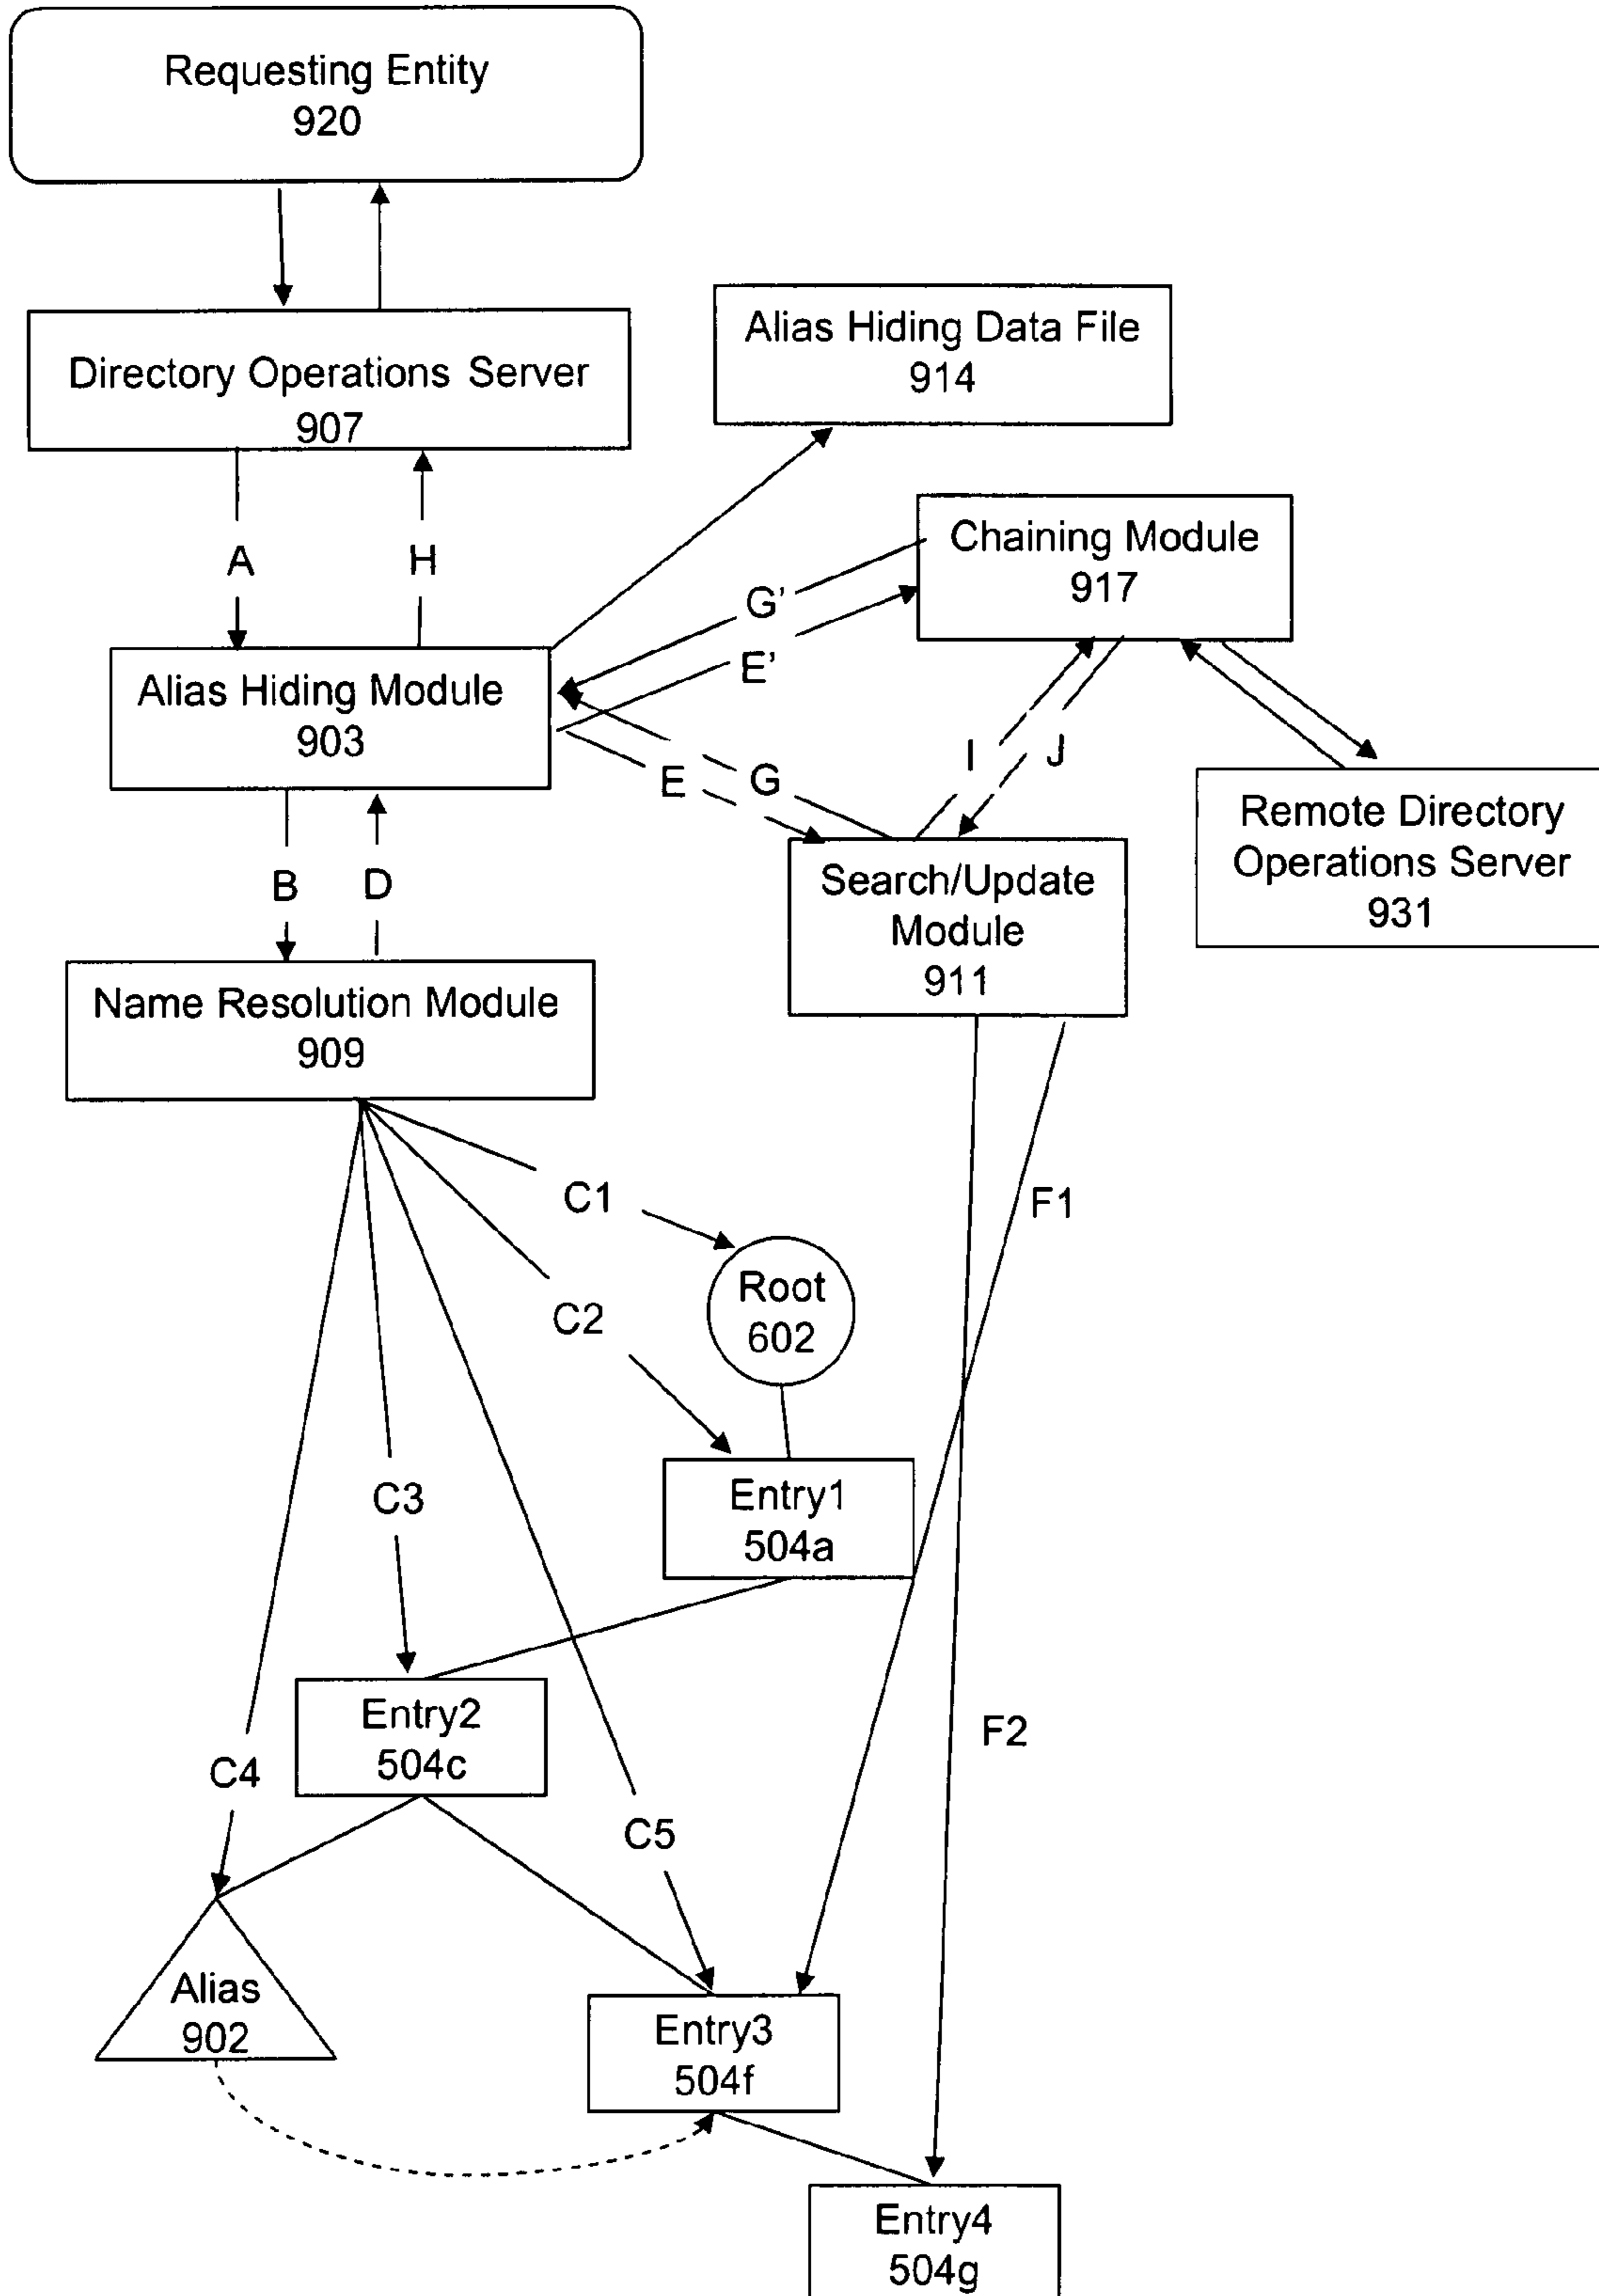 Requesting Entity
920
Directory Operations Server
907
Alias Hiding Data File
914
Chaining Module
917
A
H
G’
E’
Alias Hiding Module
903
I
J
E
G
Remote Directory
Operations Server
931
B
D
Search/Update
Module
911
Name Resolution Module
909
C1
F1
Root
602
C2
C3
Entry1
504a
Entry2
504c
F2
C4
C5
Alias
902
Entry3
504f
Entry4
504g